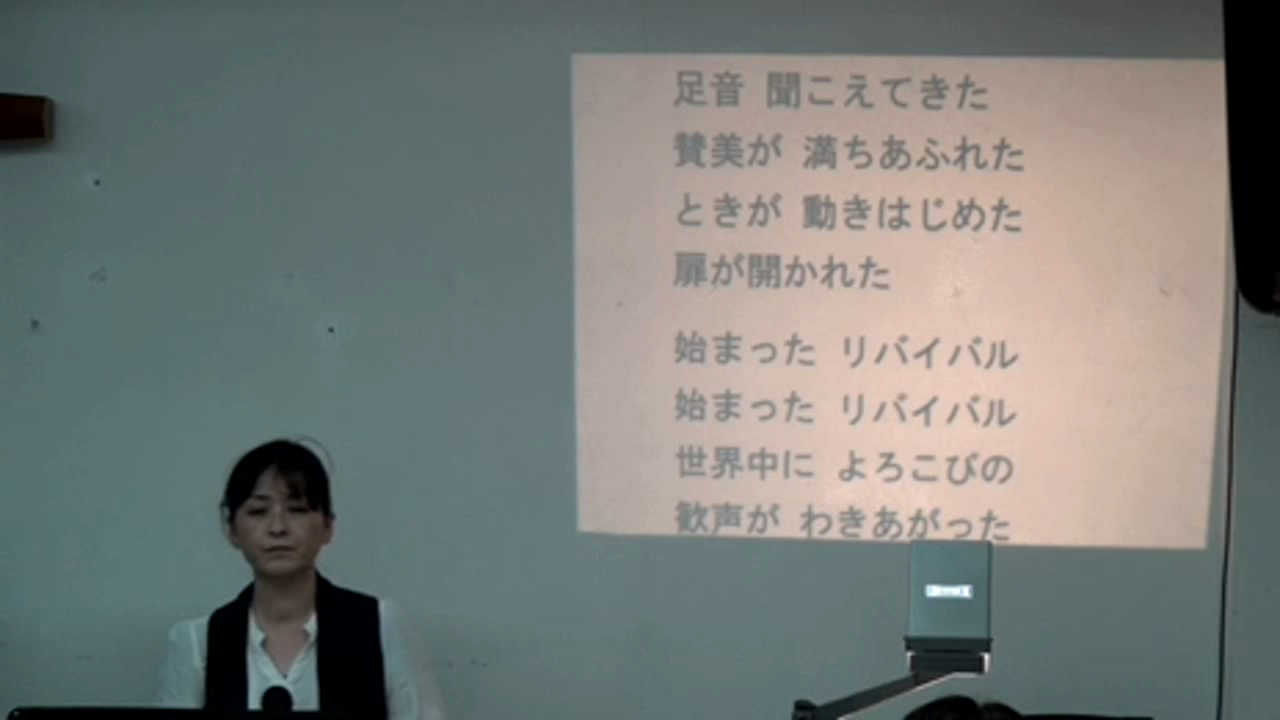 足音 聞こえてきた
賛美が 満ちあふれた
ときが 動きはじめた
扉が開かれた
始まった リバイバル
始まった リバイバル
世界中に よろこびの
歓声が わきあがった